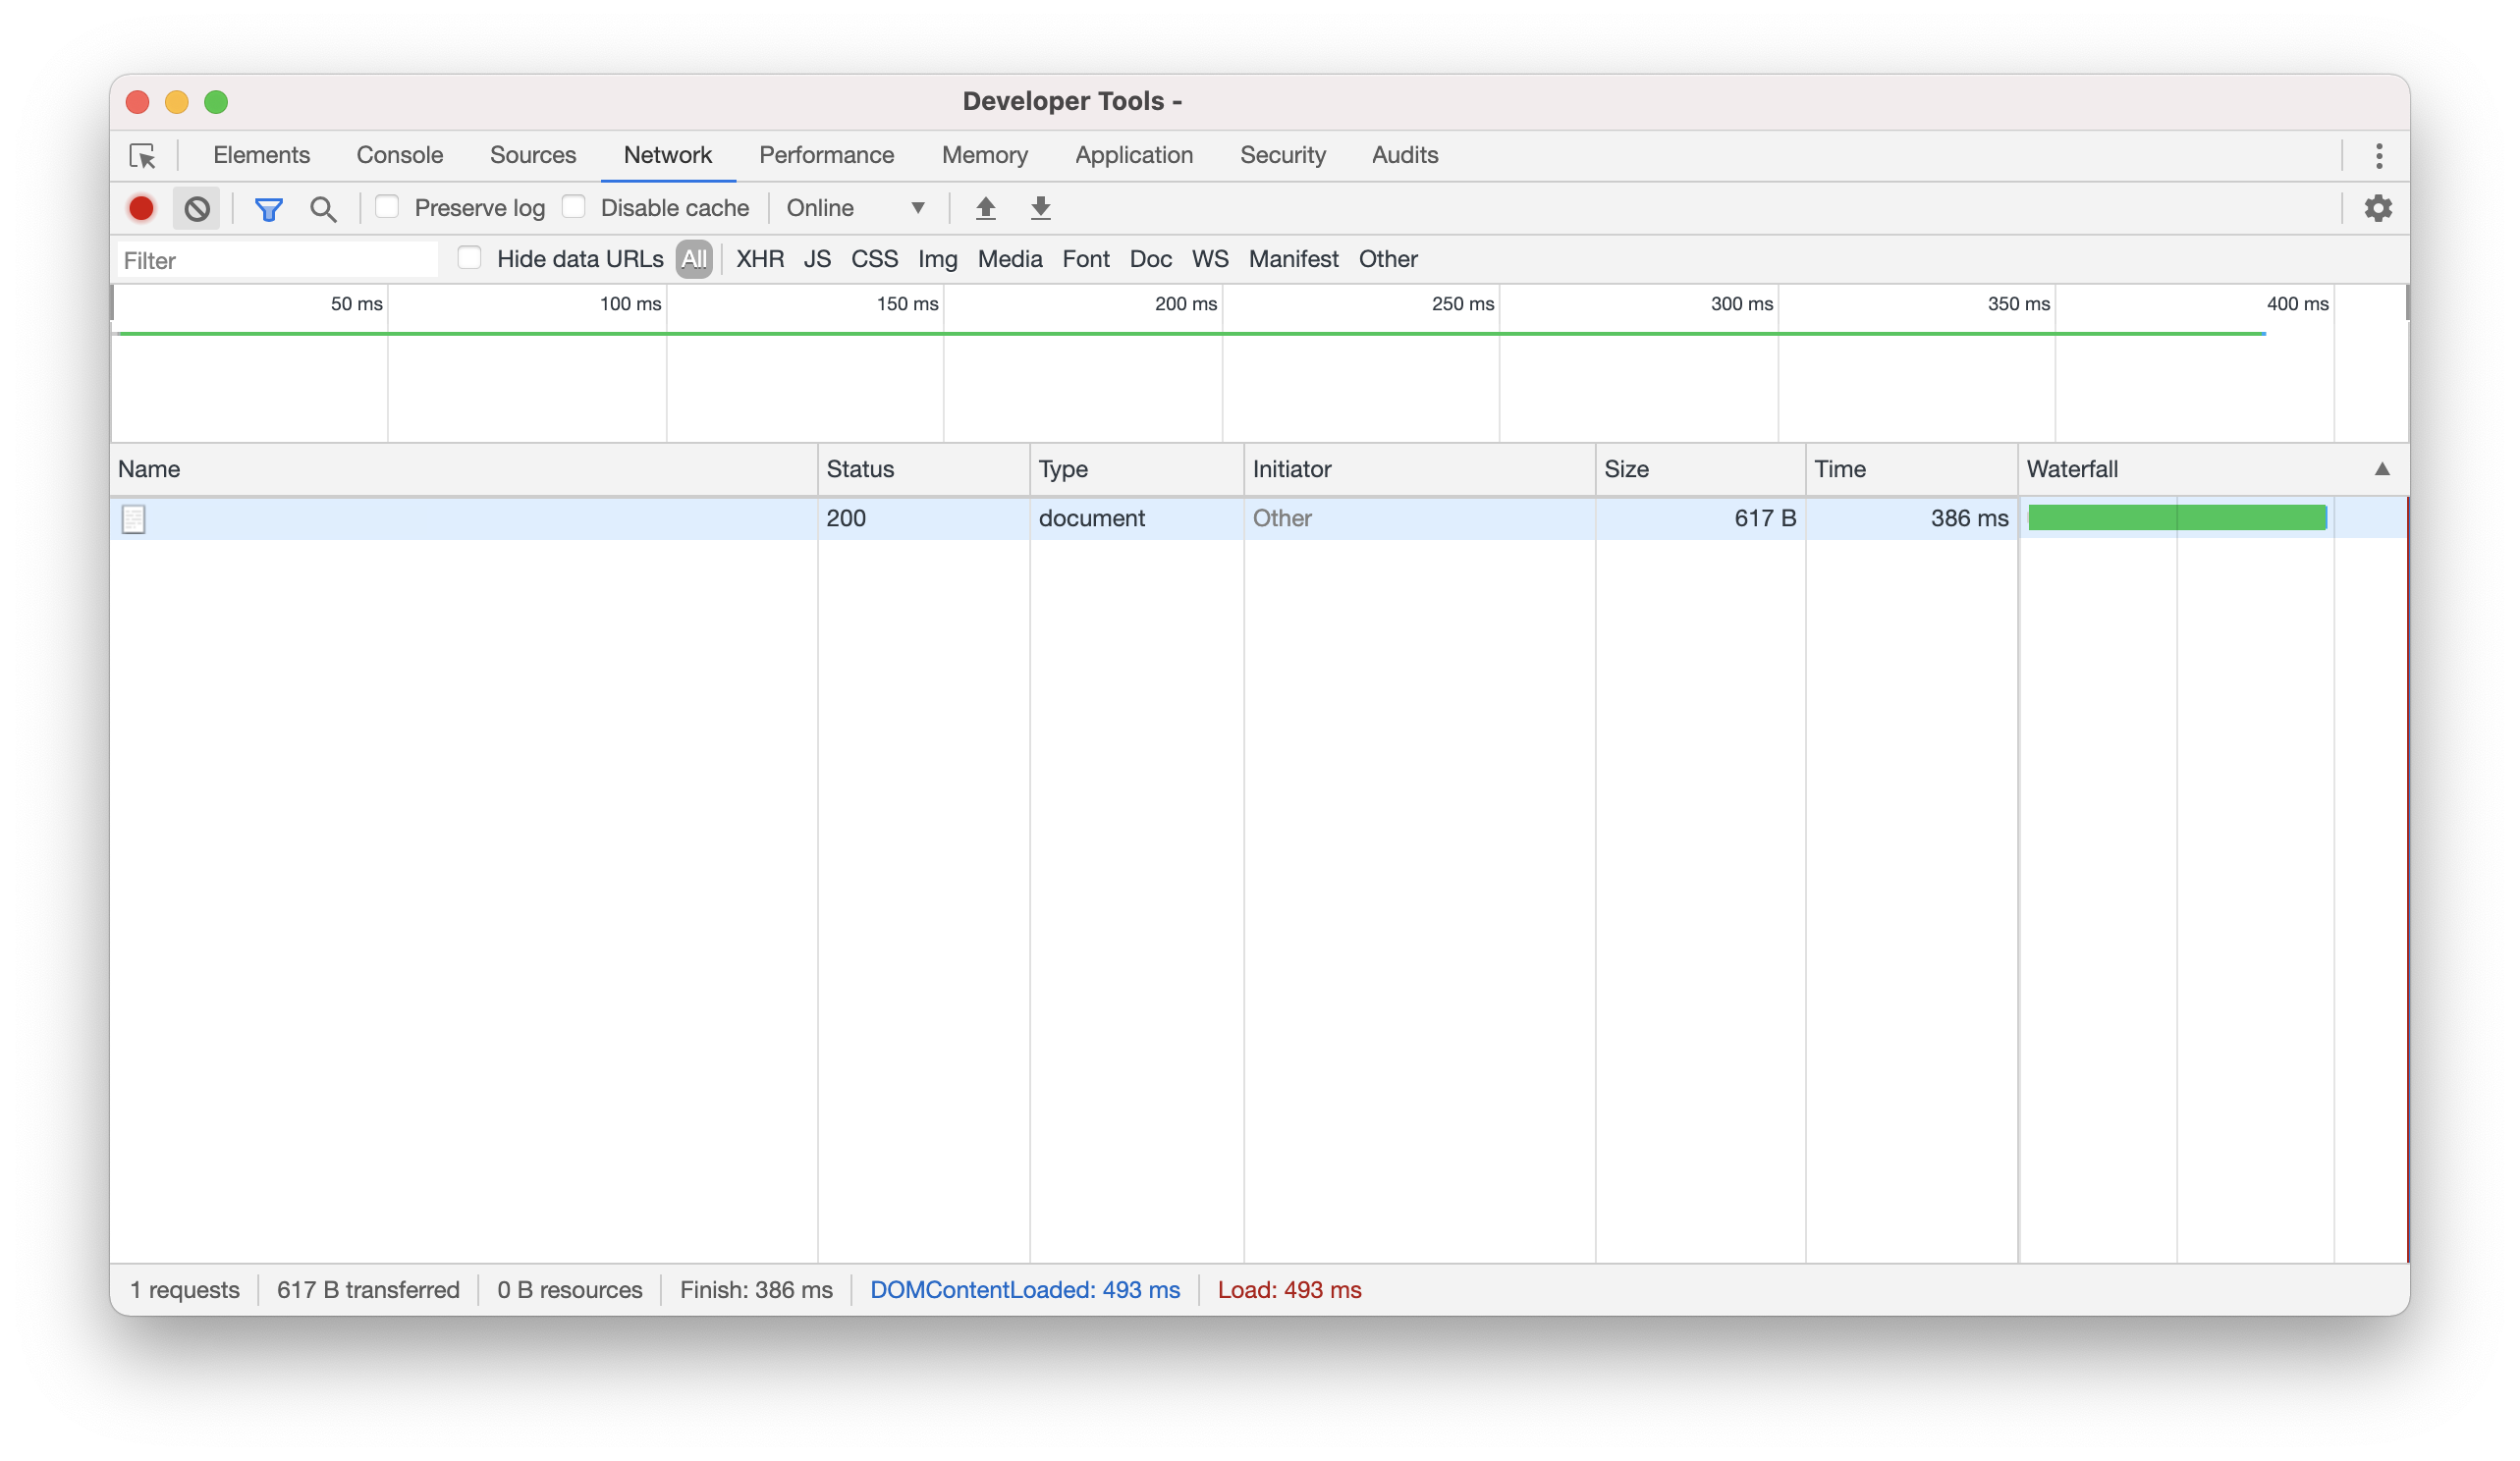 Developer Tools -
Elements Console Sources Network Performance Memory Application Security Audits
Preserve log Disable cache Online
Filter Hide data URLs All XHR JS CSS Img Media Font Doc WS Manifest Other
50 ms 100 ms 150 ms 200 ms 250 ms 300 ms 350 ms 400 ms
Name Status Type Initiator Size Time Waterfall
200 document Other 617 B 386 ms
1 requests 617 B transferred 0 B resources Finish: 386 ms DOMContentLoaded: 493 ms Load: 493 ms